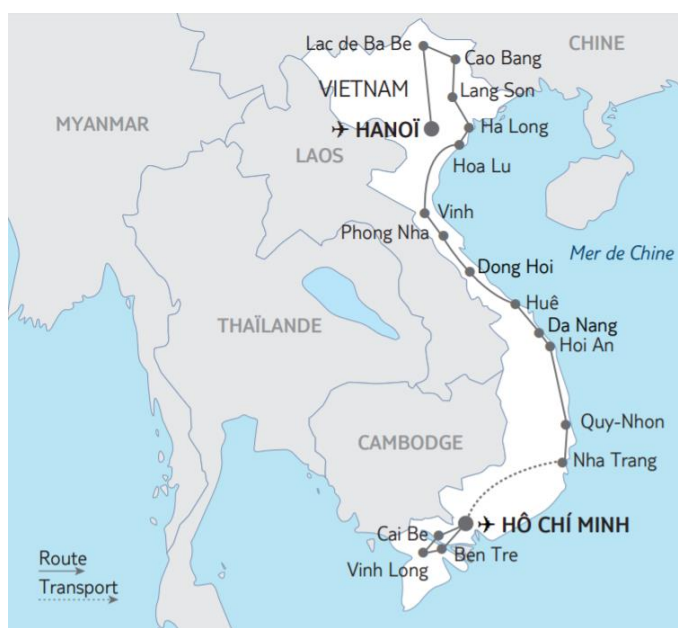 Lac de Ba Be
CHINE
Cao Bang
VIETNAM
Lang Son
MYANMAR
HANOÏ
Ha Long
LAOS
Hoa Lu
Vinh
Phong Nha
Mer de Chine
Dong Hoi
Huê
THAÏLANDE
Da Nang
Hoi An
Quy-Nhon
CAMBODGE
Nha Trang
HÔ CHÍ MINH
Cai Be
Ben Tre
Vinh Long
Route
Transport